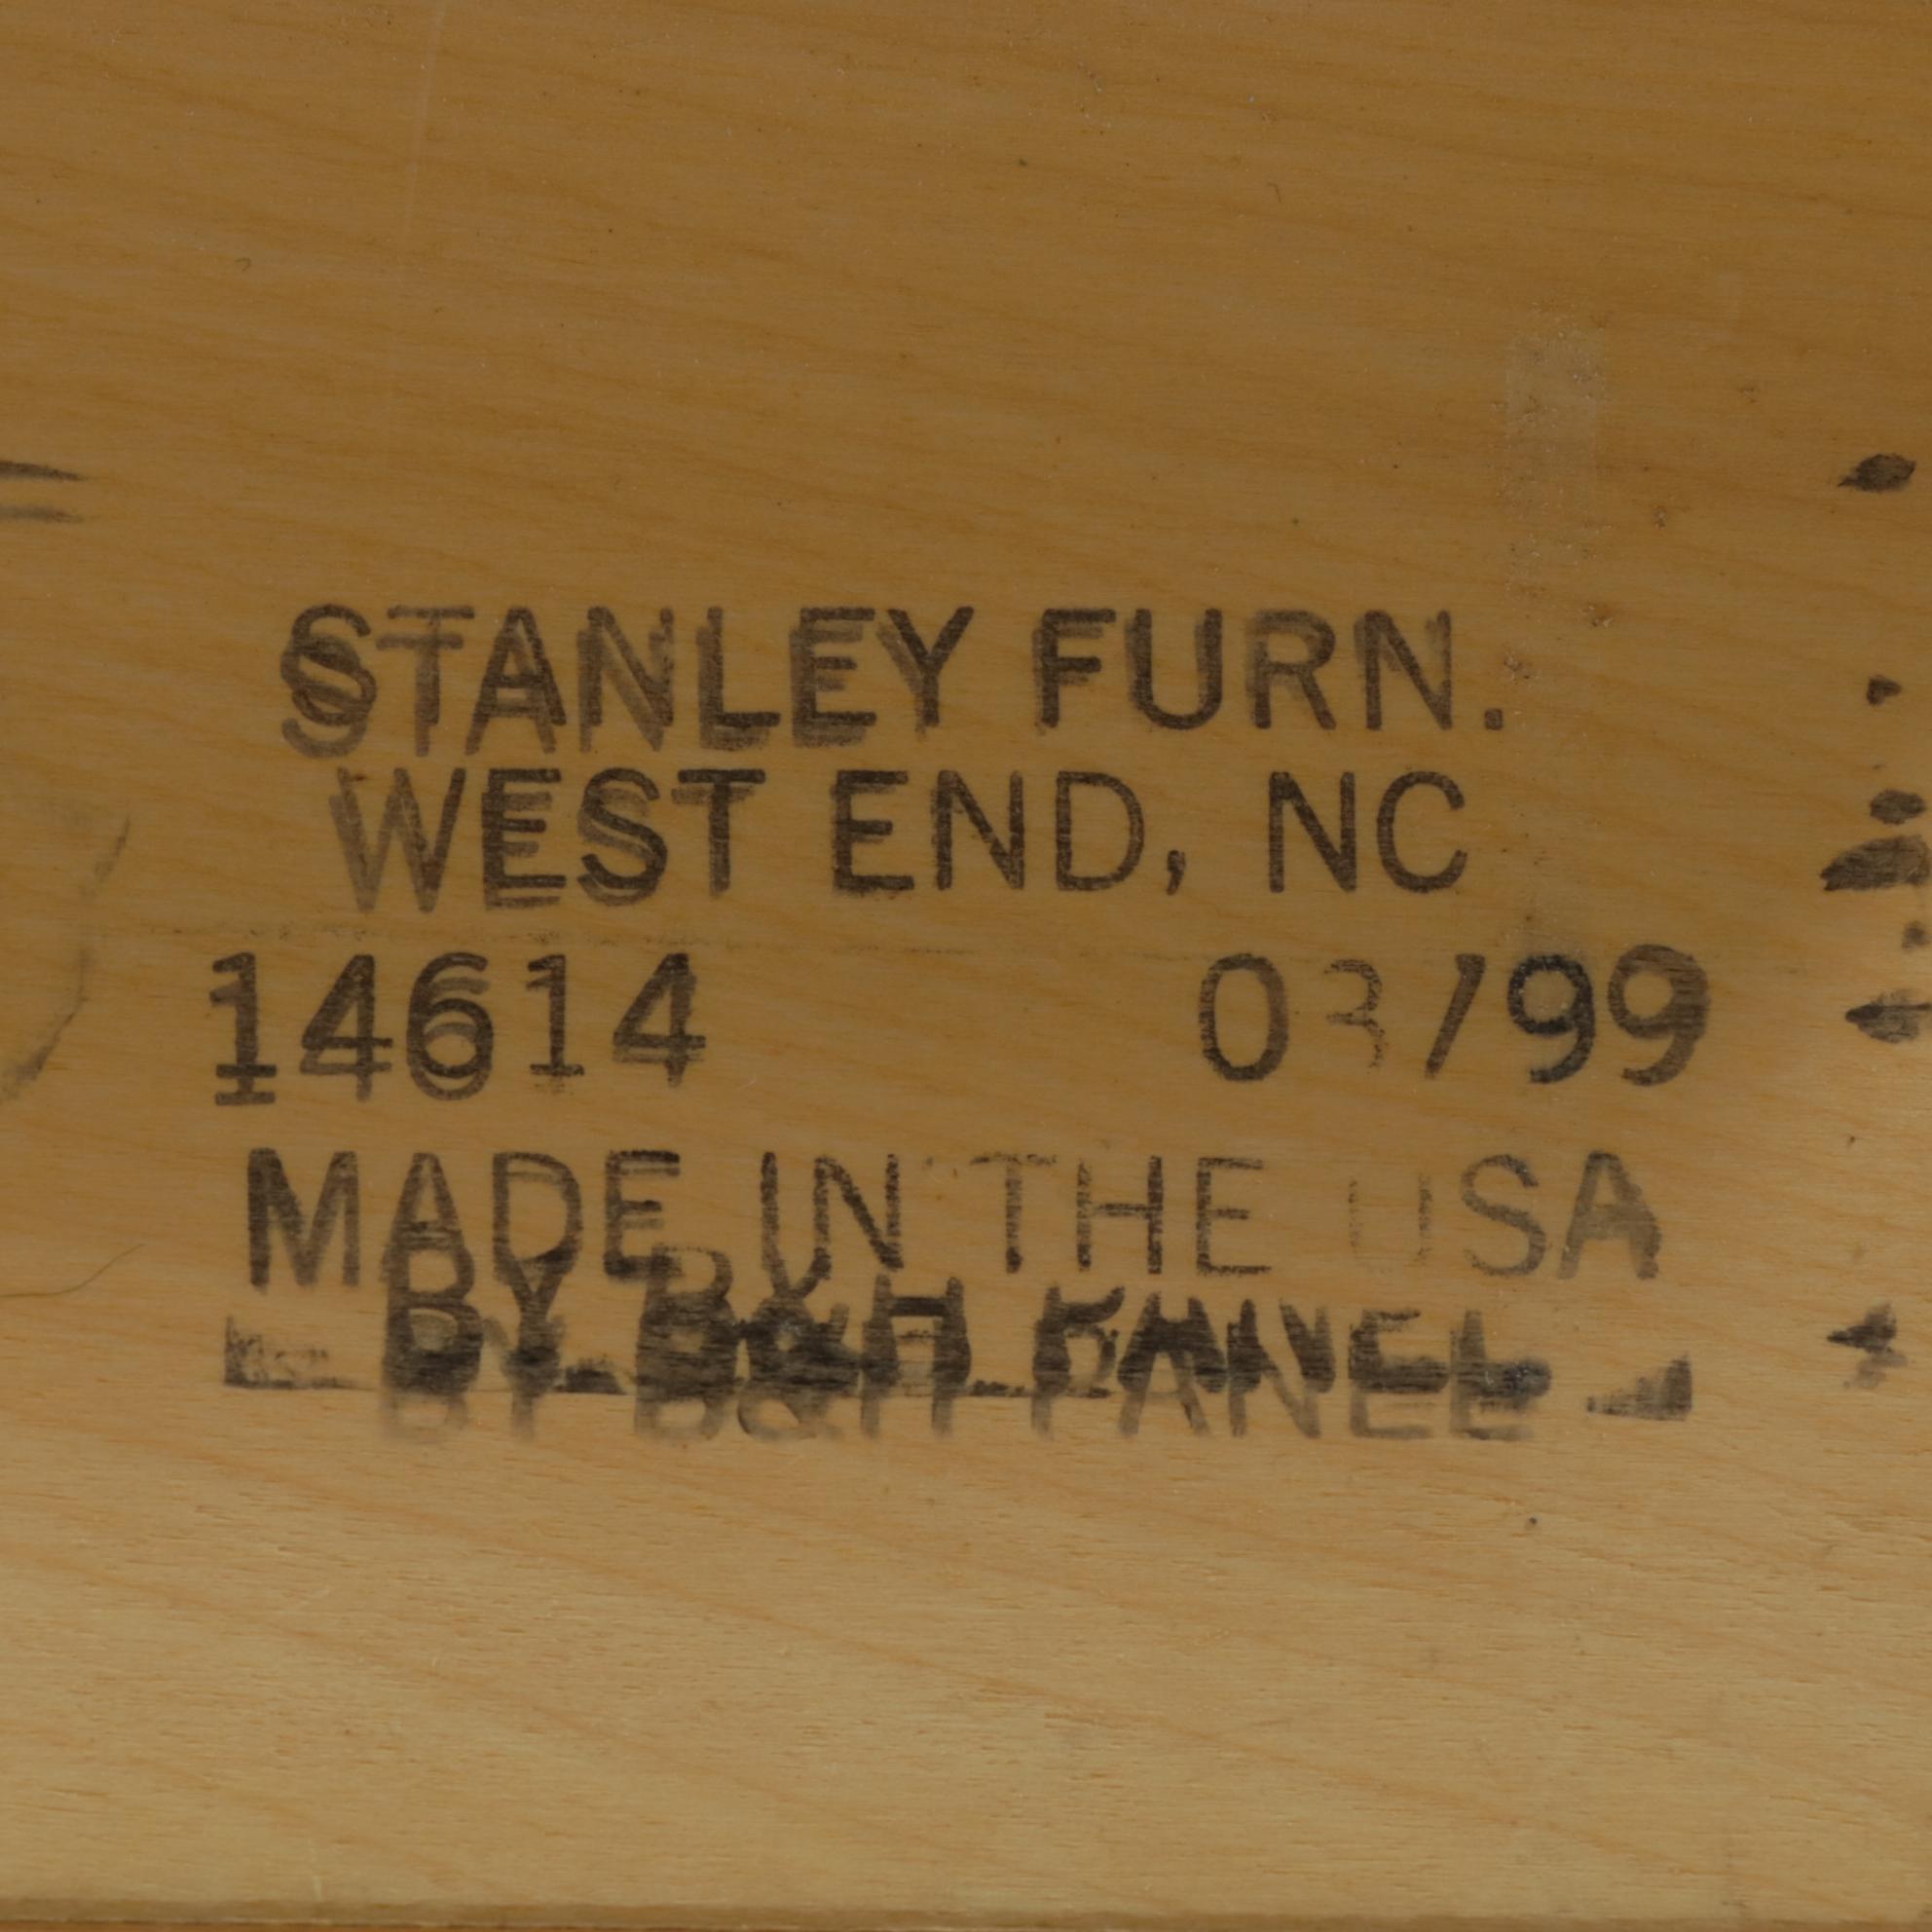 STANLEY FURN.
WEST END, NC
14614 03/99
MADE IN THE USA
BY B&H PANEL